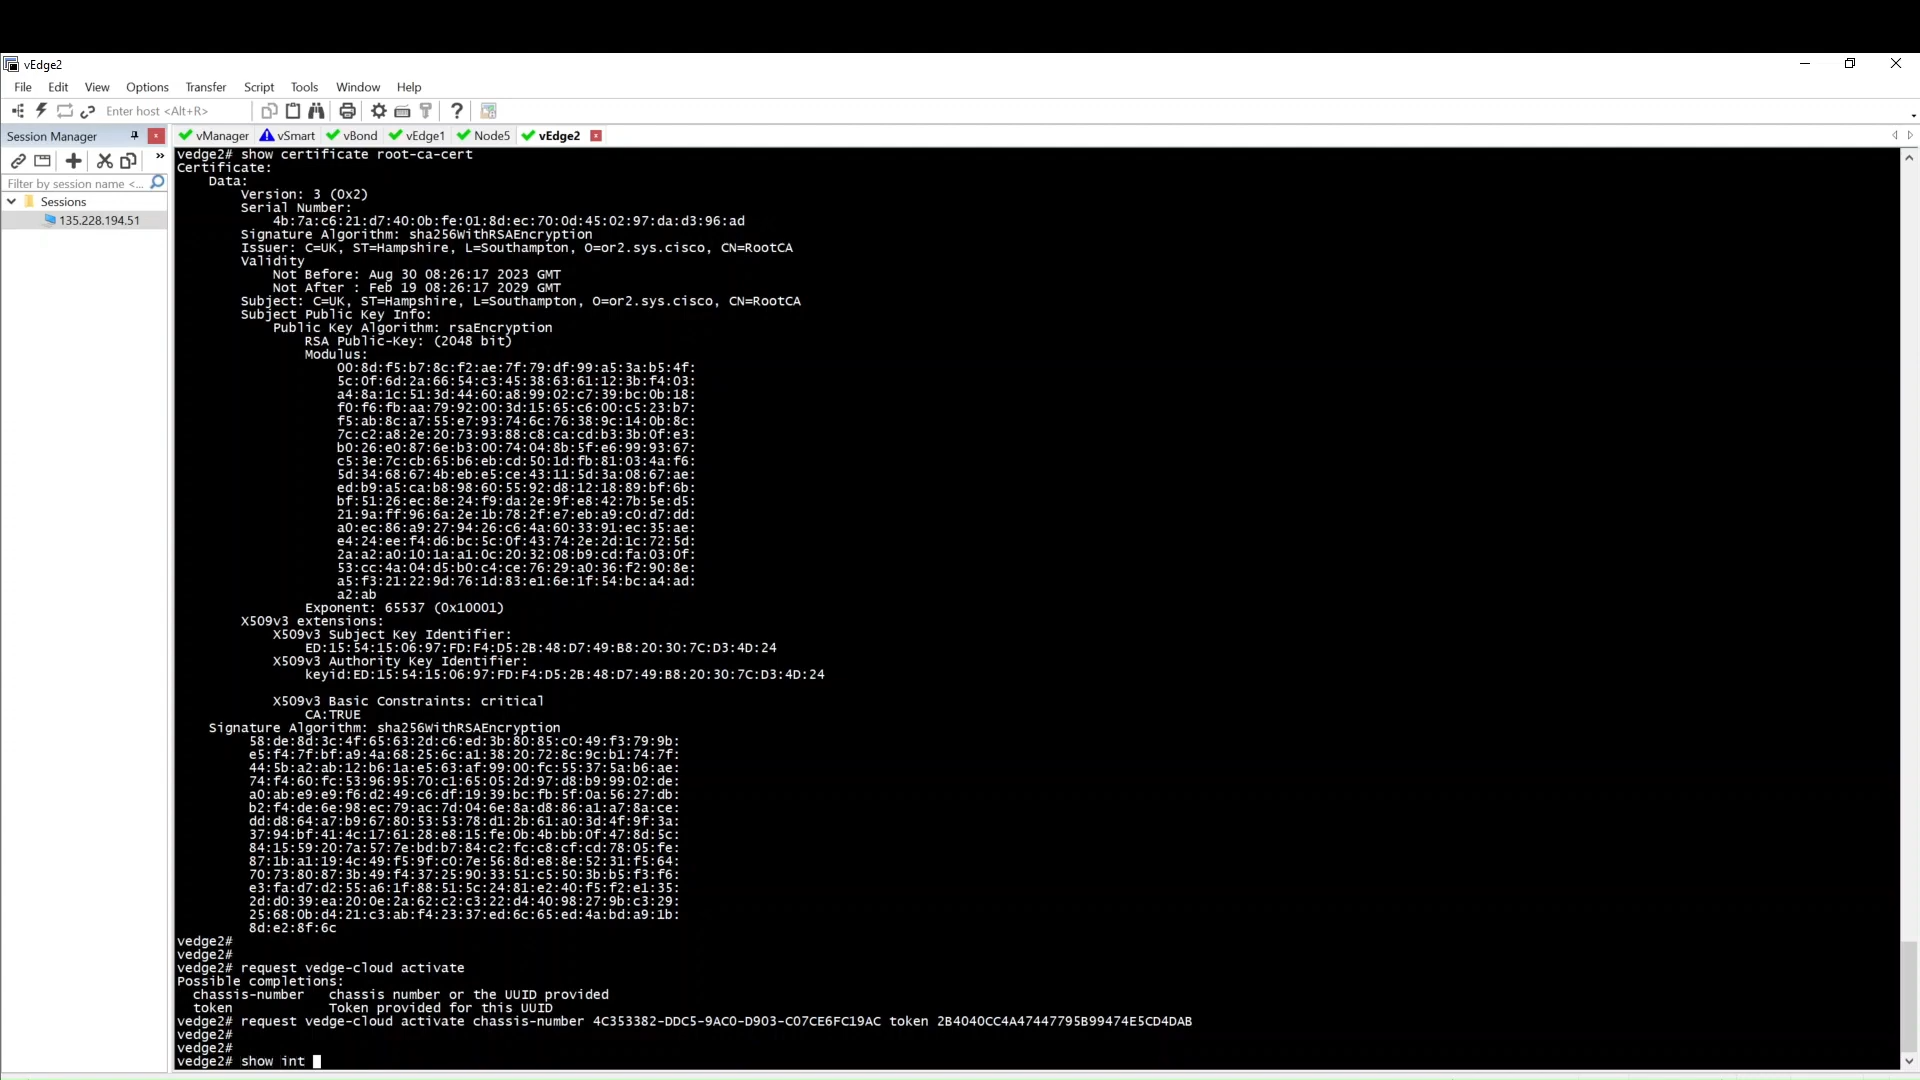 vEdge2
File Edit View Options Transfer Script Tools Window Help
Enter host <Alt+R>
Session Manager
vManager vSmart vBond vEdge1 Node5 vEdge2
Filter by session name <...
Sessions
135.228.194.51
vedge2# show certificate root-ca-cert
Certificate:
Data:
Version: 3 (0x2)
Serial Number:
4b:7a:c6:21:d7:40:0b:fe:01:8d:ec:70:0d:45:02:97:da:d3:96:ad
Signature Algorithm: sha256WithRSAEncryption
Issuer: C=UK, ST=Hampshire, L=Southampton, O=or2.sys.cisco, CN=RootCA
Validity
Not Before: Aug 30 08:26:17 2023 GMT
Not After : Feb 19 08:26:17 2029 GMT
Subject: C=UK, ST=Hampshire, L=Southampton, O=or2.sys.cisco, CN=RootCA
Subject Public Key Info:
Public Key Algorithm: rsaEncryption
RSA Public-Key: (2048 bit)
Modulus:
00:8d:f5:b7:8c:f2:ae:7f:79:df:99:a5:3a:b5:4f:
5c:0f:6d:2a:66:54:c3:45:38:63:61:12:3b:f4:03:
a4:8a:1c:51:3d:44:60:a8:99:02:c7:39:bc:0b:18:
f0:f6:fb:aa:79:92:00:3d:15:65:c6:00:c5:23:b7:
f5:ab:8c:a7:55:e7:93:74:6c:76:38:9c:14:0b:8c:
7c:c2:a8:2e:20:73:93:88:c8:ca:cd:b3:3b:0f:e3:
b0:26:e0:87:6e:b3:00:74:04:8b:5f:e6:99:93:67:
c5:3e:7c:cb:65:b6:eb:cd:50:1d:fb:81:03:4a:f6:
5d:34:68:67:4b:eb:e5:ce:43:11:5d:3a:08:67:ae:
ed:b9:a5:ca:b8:98:60:55:92:d8:12:18:89:bf:6b:
bf:51:26:ec:8e:24:f9:da:2e:9f:e8:42:7b:5e:d5:
21:9a:ff:96:6a:2e:1b:78:2f:e7:eb:a9:c0:d7:dd:
a0:ec:86:a9:27:94:26:c6:4a:60:33:91:ec:35:ae:
e4:24:ee:f4:d6:bc:5c:0f:43:74:2e:2d:1c:72:5d:
2a:a2:a0:10:1a:a1:0c:20:32:08:b9:cd:fa:03:0f:
53:cc:4a:04:d5:b0:c4:ce:76:29:a0:36:f2:90:8e:
a5:f3:21:22:9d:76:1d:83:e1:6e:1f:54:bc:a4:ad:
a2:ab
Exponent: 65537 (0x10001)
X509v3 extensions:
X509v3 Subject Key Identifier:
ED:15:54:15:06:97:FD:F4:D5:2B:48:D7:49:B8:20:30:7C:D3:4D:24
X509v3 Authority Key Identifier:
keyid:ED:15:54:15:06:97:FD:F4:D5:2B:48:D7:49:B8:20:30:7C:D3:4D:24
X509v3 Basic Constraints: critical
CA:TRUE
Signature Algorithm: sha256WithRSAEncryption
58:de:8d:3c:4f:65:63:2d:c6:ed:3b:80:85:c0:49:f3:79:9b:
e5:f4:7f:bf:a9:4a:68:25:6c:a1:38:20:72:8c:9c:b1:74:7f:
44:5b:a2:ab:12:b6:1a:e5:63:af:99:00:fc:55:37:5a:b6:ae:
74:f4:60:fc:53:96:95:70:c1:65:05:2d:97:d8:b9:99:02:de:
a0:ab:e9:e9:f6:d2:49:c6:df:19:39:bc:fb:5f:0a:56:27:db:
b2:f4:de:6e:98:ec:79:ac:7d:04:6e:8a:d8:86:a1:a7:8a:ce:
dd:d8:64:a7:b9:67:80:53:53:78:d1:2b:61:a0:3d:4f:9f:3a:
37:94:bf:41:4c:17:61:28:e8:15:fe:0b:4b:bb:0f:47:8d:5c:
84:15:59:20:7a:57:7e:bd:b7:84:c2:fc:c8:cf:cd:78:05:fe:
87:1b:a1:19:4c:49:f5:9f:c0:7e:56:8d:e8:8e:52:31:f5:64:
70:73:80:87:3b:49:f4:37:25:90:33:51:c5:50:3b:b5:f3:f6:
e3:fa:d7:d2:55:a6:1f:88:51:5c:24:81:e2:40:f5:f2:e1:35:
2d:d0:39:ea:20:0e:2a:62:c2:c3:22:d4:40:98:27:9b:c3:29:
25:68:0b:d4:21:c3:ab:f4:23:37:ed:6c:65:ed:4a:bd:a9:1b:
8d:e2:8f:6c
vedge2#
vedge2#
vedge2# request vedge-cloud activate
Possible completions:
chassis-number chassis number or the UUID provided
token Token provided for this UUID
vedge2# request vedge-cloud activate chassis-number 4C353382-DDC5-9AC0-D903-C07CE6FC19AC token 2B4040CC4A47447795B99474E5CD4DAB
vedge2#
vedge2#
vedge2# show int